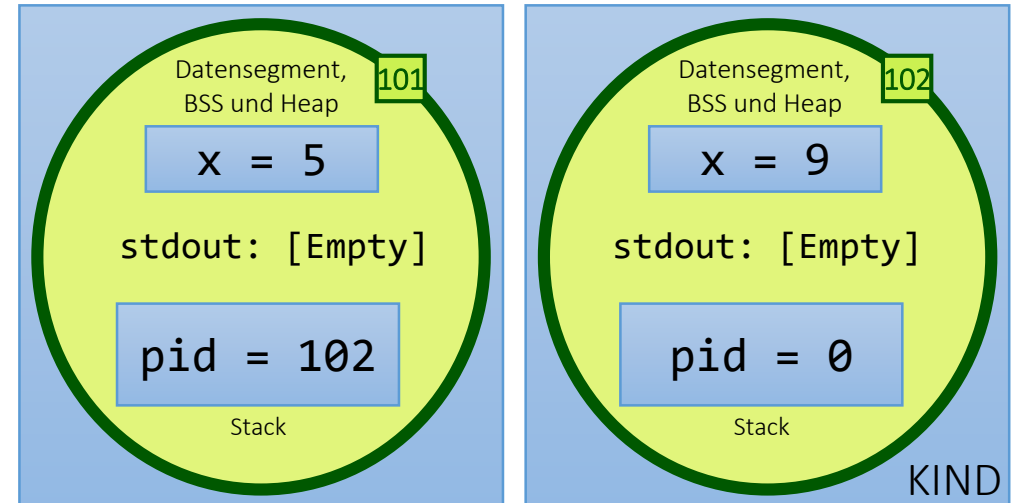 Datensegment,
BSS und Heap
101
x = 5
stdout: [Empty]
pid = 102
Stack
Datensegment,
BSS und Heap
102
x = 9
stdout: [Empty]
pid = 0
Stack
KIND